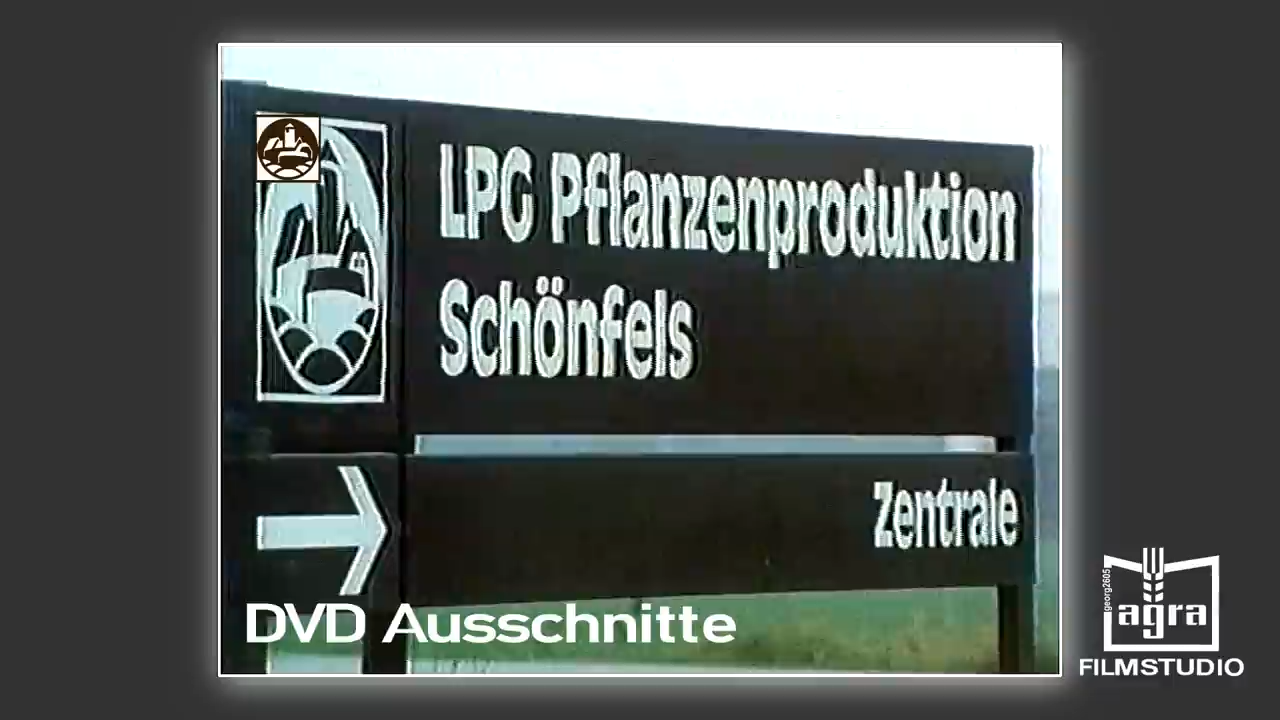 LPG Pflanzenproduktion
Schönfels
Zentrale
DVD Ausschnitte
georg2605
agra
FILMSTUDIO